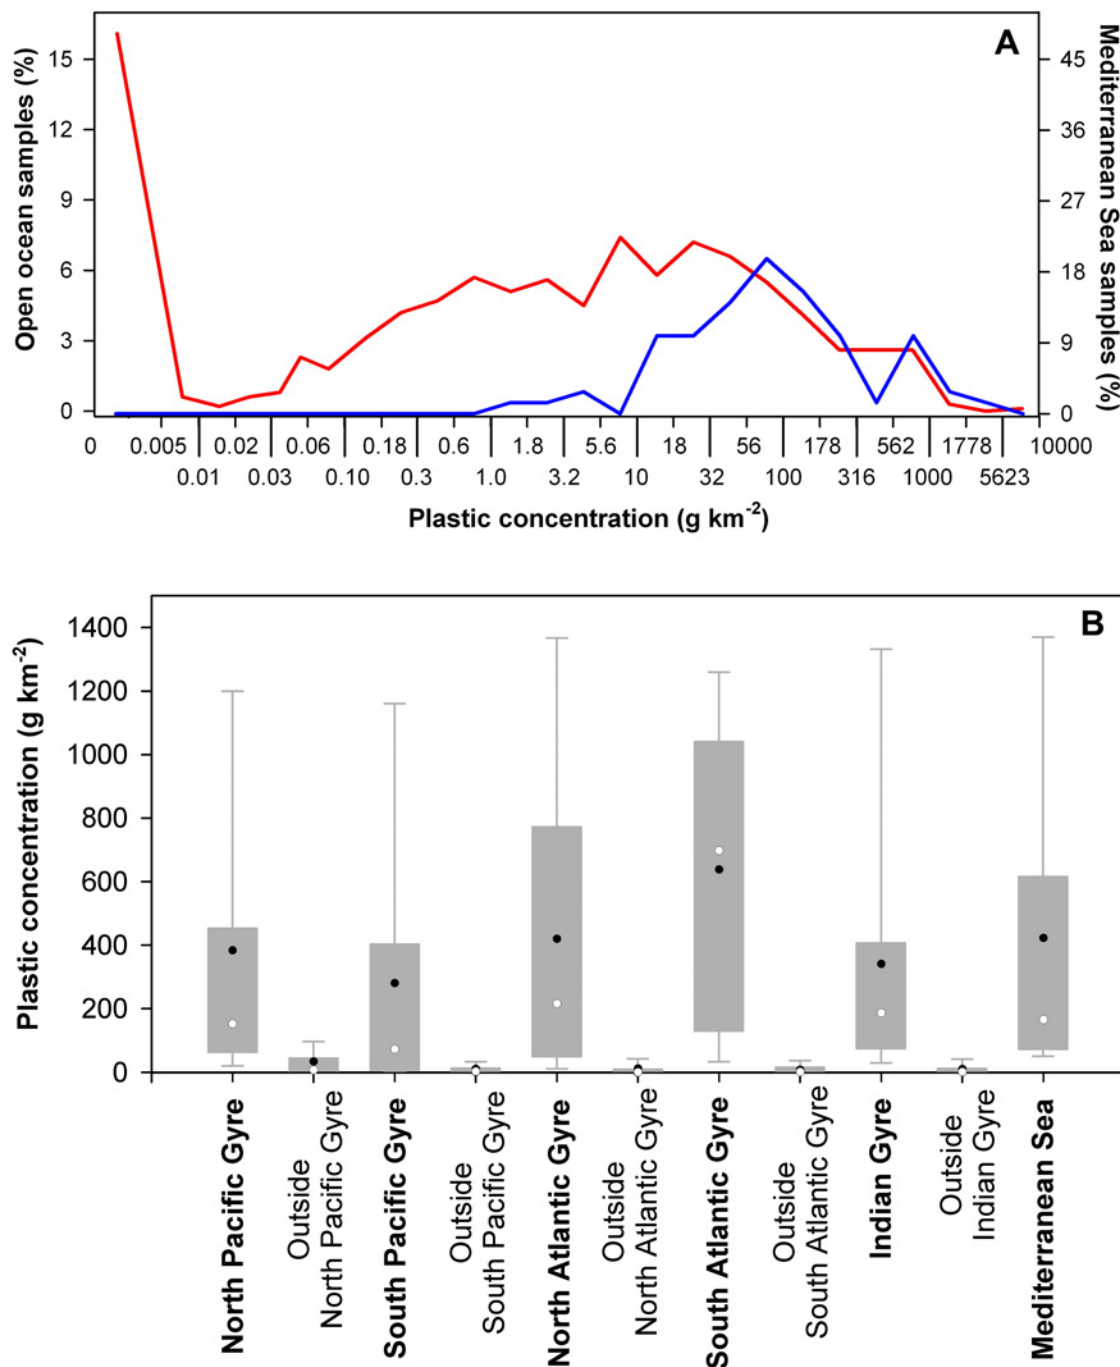 A
Open ocean samples (%)
15
12
9
6
3
0
Mediterranean Sea samples (%)
45
36
27
18
9
0
0 0.005 0.02 0.06 0.18 0.6 1.8 5.6 18 56 178 562 1778 10000
0.01 0.03 0.10 0.3 1.0 3.2 10 32 100 316 1000 5623
Plastic concentration (g km-2)
B
Plastic concentration (g km-2)
1400
1200
1000
800
600
400
200
0
North Pacific Gyre
Outside
North Pacific Gyre
South Pacific Gyre
Outside
South Pacific Gyre
North Atlantic Gyre
Outside
North Atlantic Gyre
South Atlantic Gyre
Outside
South Atlantic Gyre
Indian Gyre
Outside
Indian Gyre
Mediterranean Sea